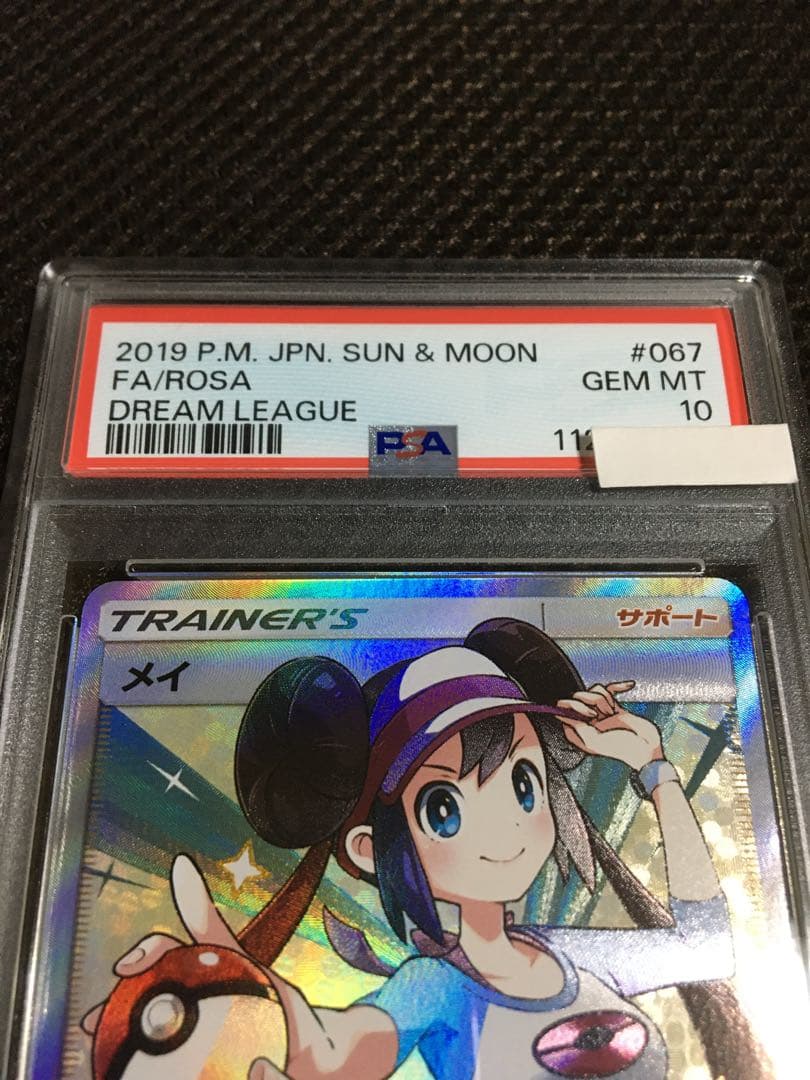 2019 P.M. JPN. SUN & MOON #067
FA/ROSA GEM MT
DREAM LEAGUE 10
PSA
TRAINER'S サポート
メイ